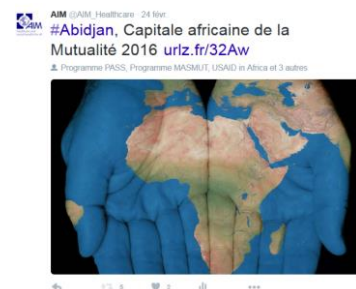 AIM @AIM_Healthcare · 24 févr.
#Abidjan, Capitale africaine de la
Mutualité 2016 urlz.fr/32Aw
Programme PASS, Programme MASMUT, USAID in Africa et 3 autres
AIM